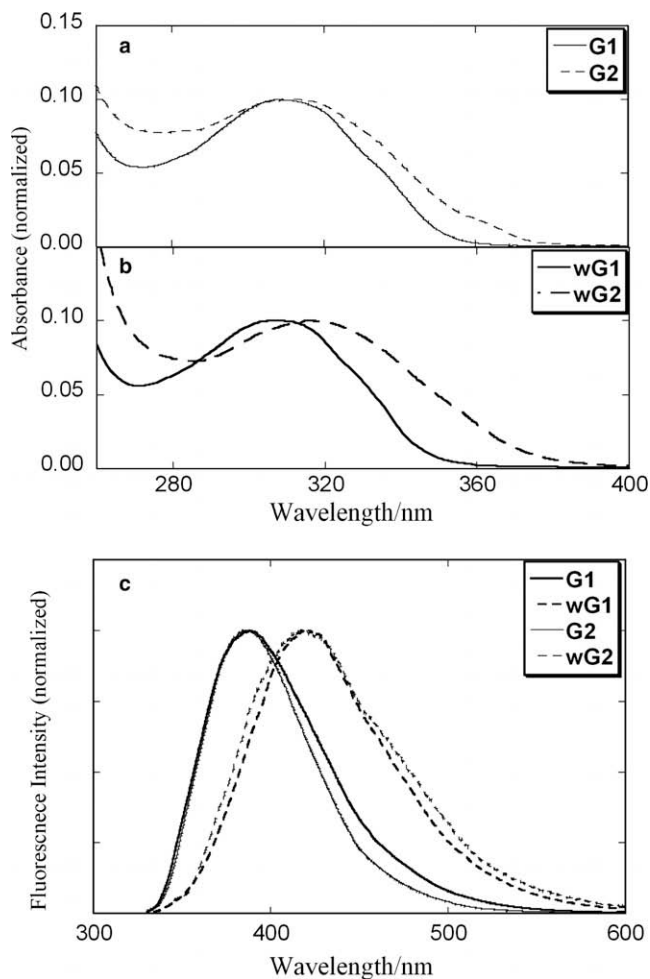 0.15
a
G1
G2
0.10
0.05
0.00
Absorbance (normalized)
b
wG1
wG2
0.10
0.05
0.00
280
320
360
400
Wavelength/nm
c
G1
wG1
G2
wG2
Fluorescnece Intensity (normalized)
300
400
500
600
Wavelength/nm